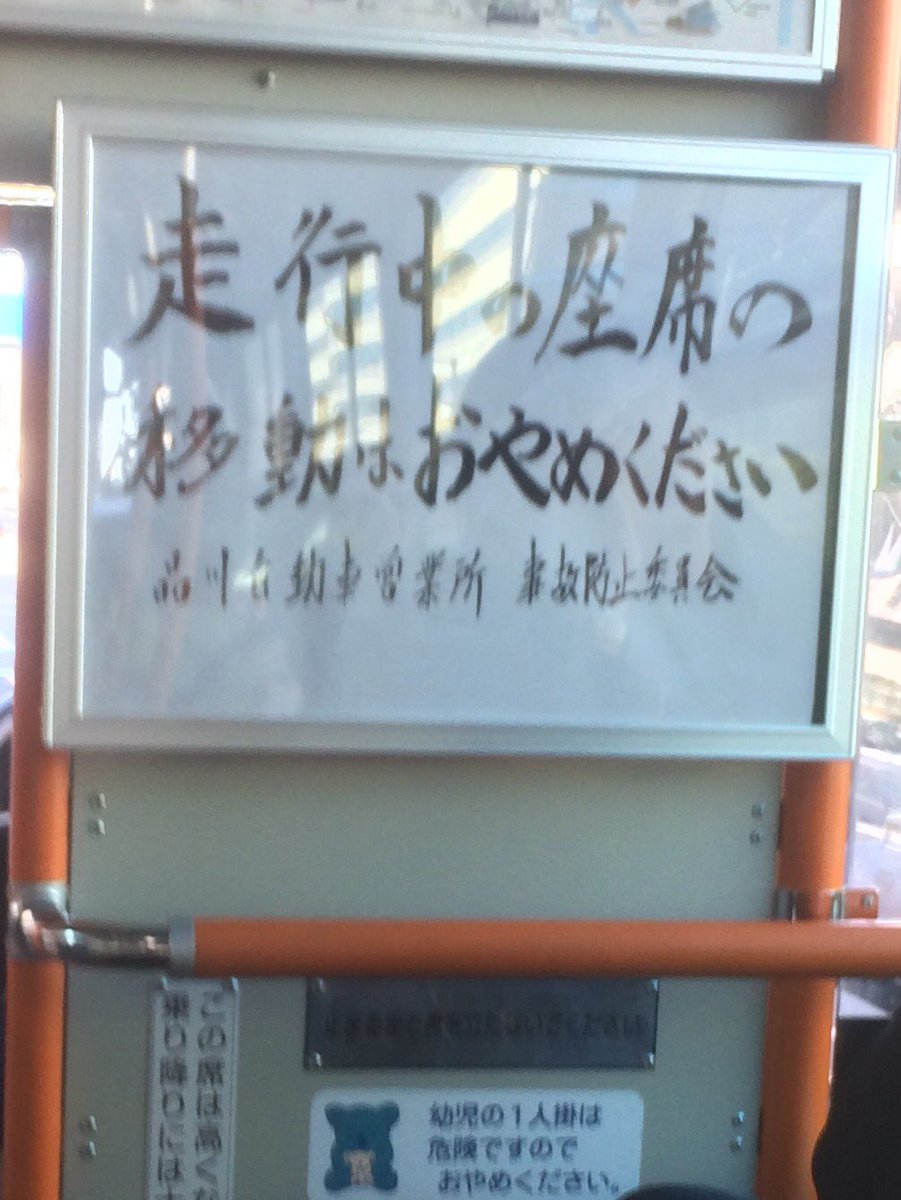 走行中の座席の
移動はおやめください
品川自動車営業所 事故防止委員会
この席は高くな
乗り降りには
幼児の1人掛は
危険ですので
おやめください。